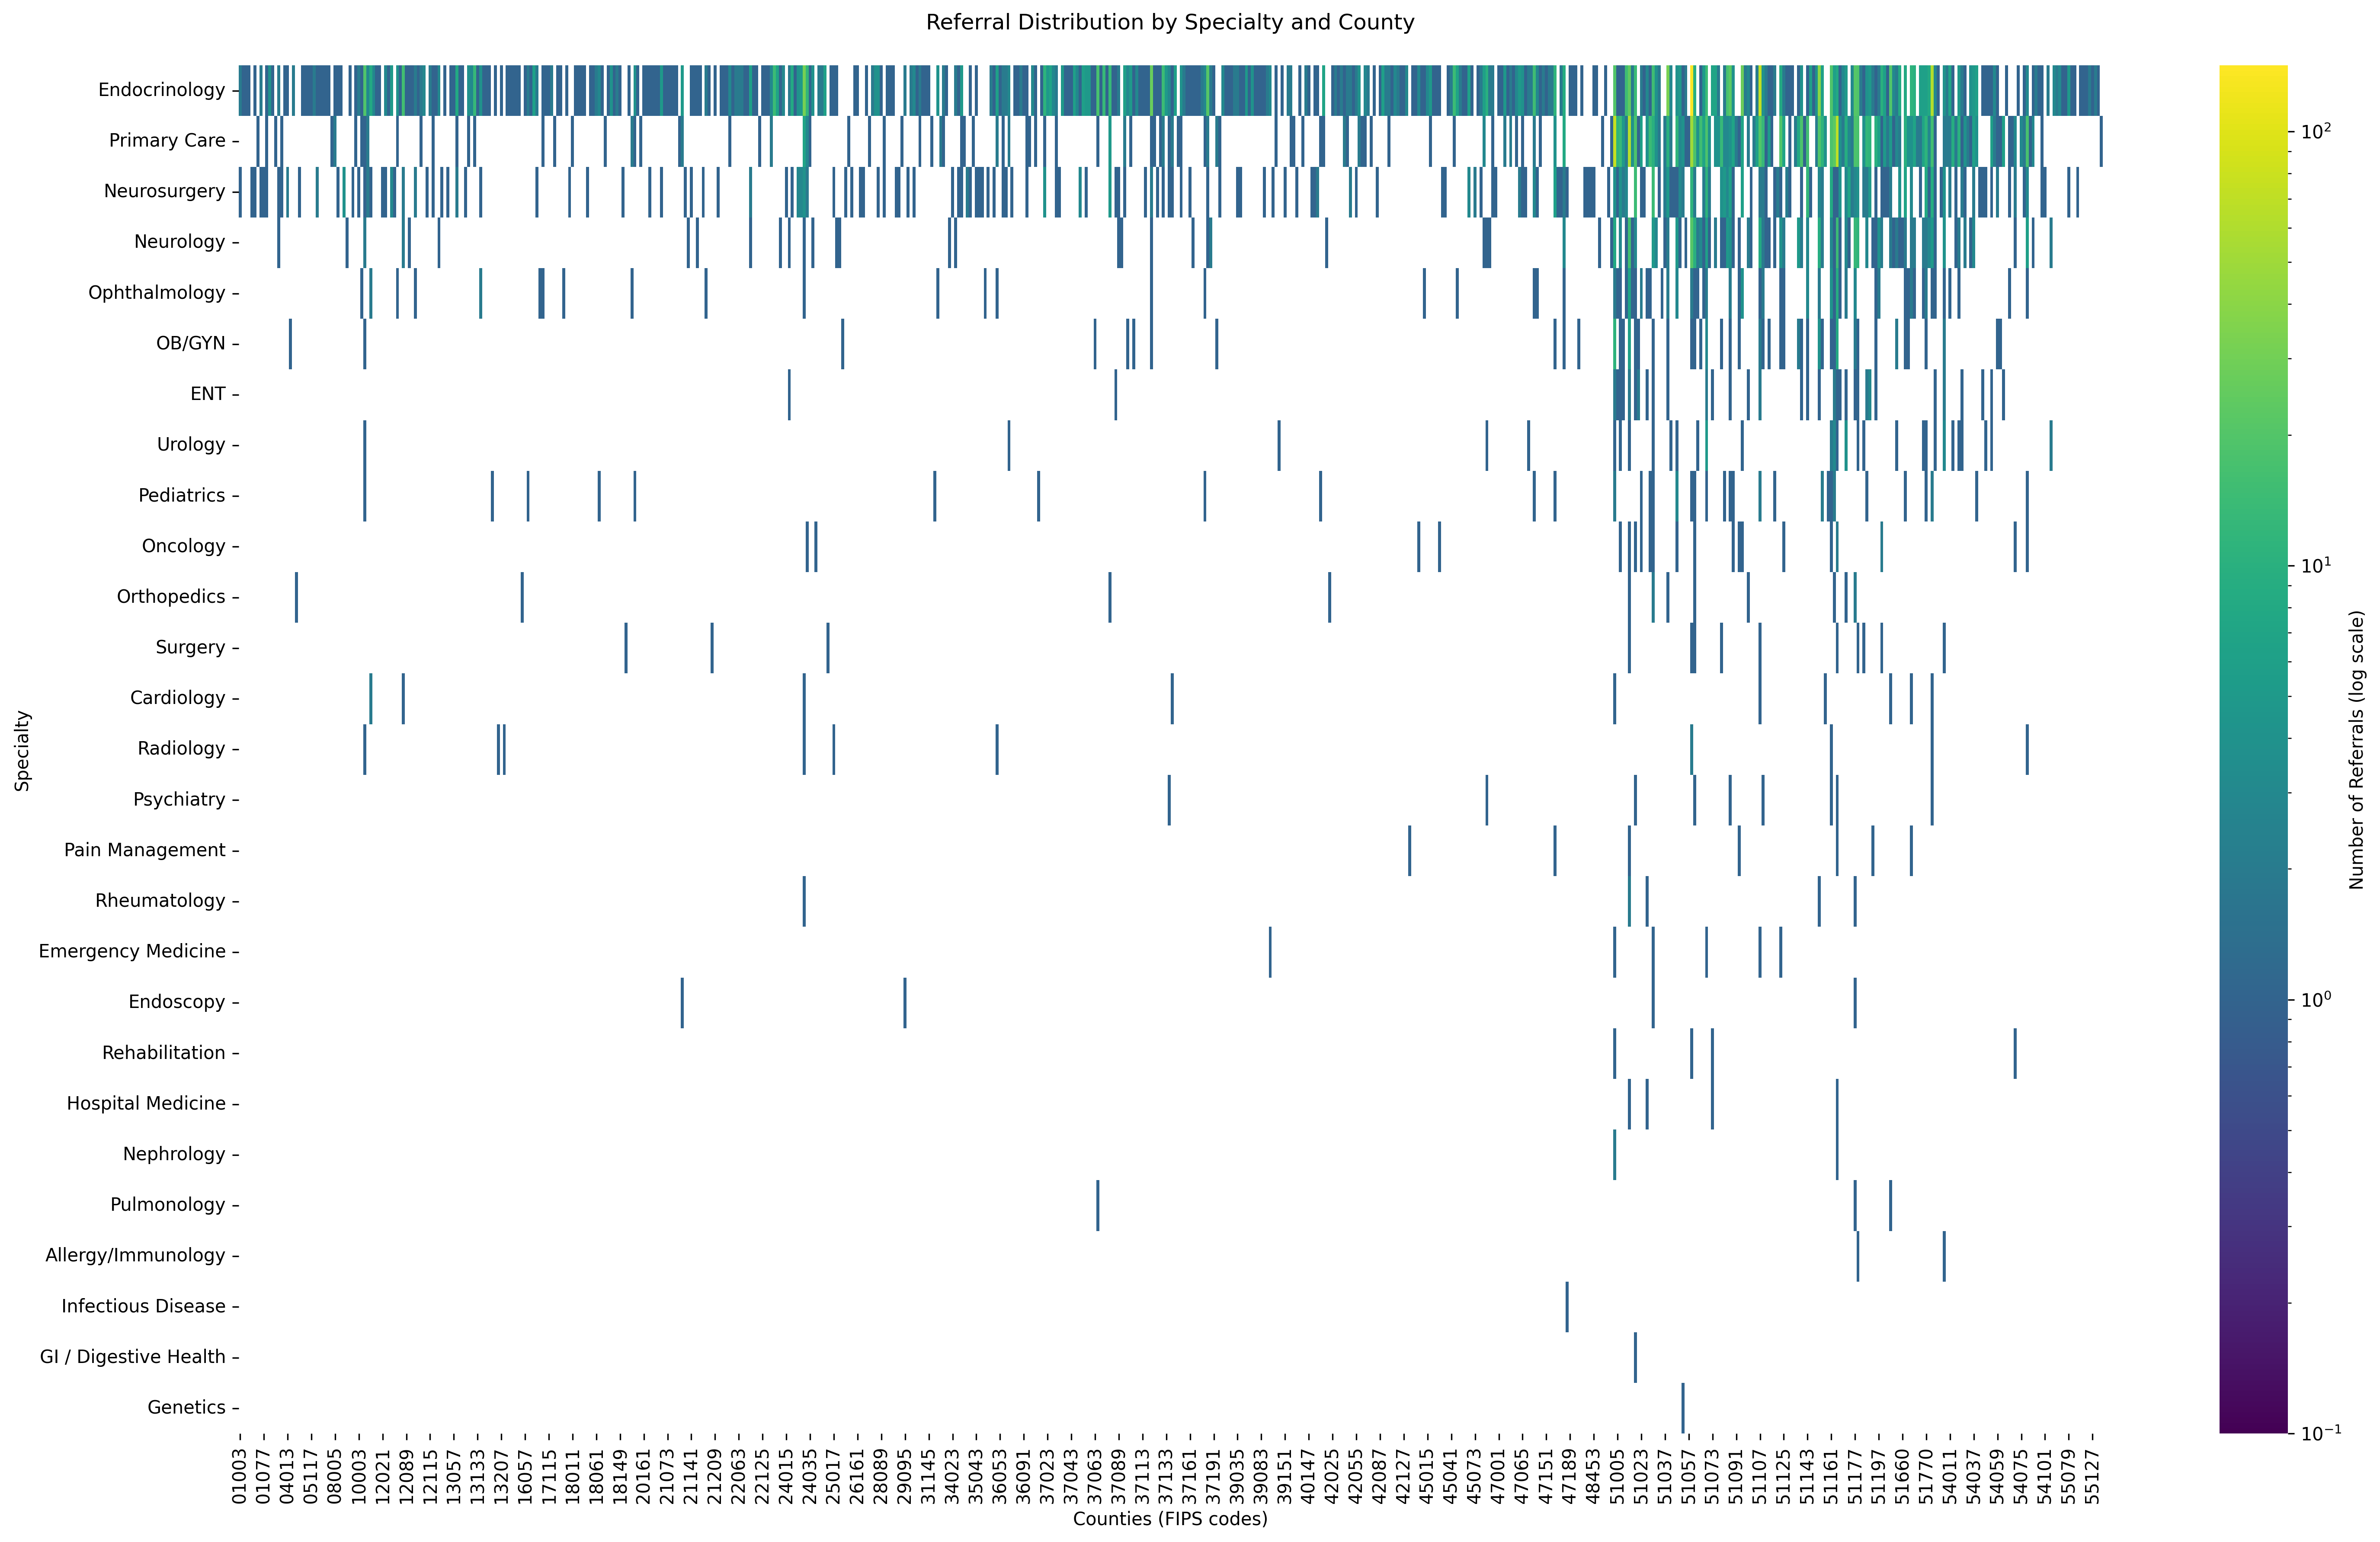 Referral Distribution by Specialty and County
Specialty
Endocrinology
Primary Care
Neurosurgery
Neurology
Ophthalmology
OB/GYN
ENT
Urology
Pediatrics
Oncology
Orthopedics
Surgery
Cardiology
Radiology
Psychiatry
Pain Management
Rheumatology
Emergency Medicine
Endoscopy
Rehabilitation
Hospital Medicine
Nephrology
Pulmonology
Allergy/Immunology
Infectious Disease
GI / Digestive Health
Genetics
01003
01077
04013
05117
08005
10003
12021
12089
12115
13057
13133
13207
16057
17115
18011
18061
18149
20161
21073
21141
21209
22063
22125
24015
24035
25017
26161
28089
29095
31145
34023
35043
36053
36091
37023
37043
37063
37089
37113
37133
37161
37191
39035
39083
39151
40147
42025
42055
42087
42127
45015
45041
45073
47001
47065
47151
47189
48453
51005
51023
51037
51057
51073
51091
51107
51125
51143
51161
51177
51197
51660
51770
54011
54037
54059
54075
54101
55079
55127
Counties (FIPS codes)
10²
10¹
10⁰
10⁻¹
Number of Referrals (log scale)